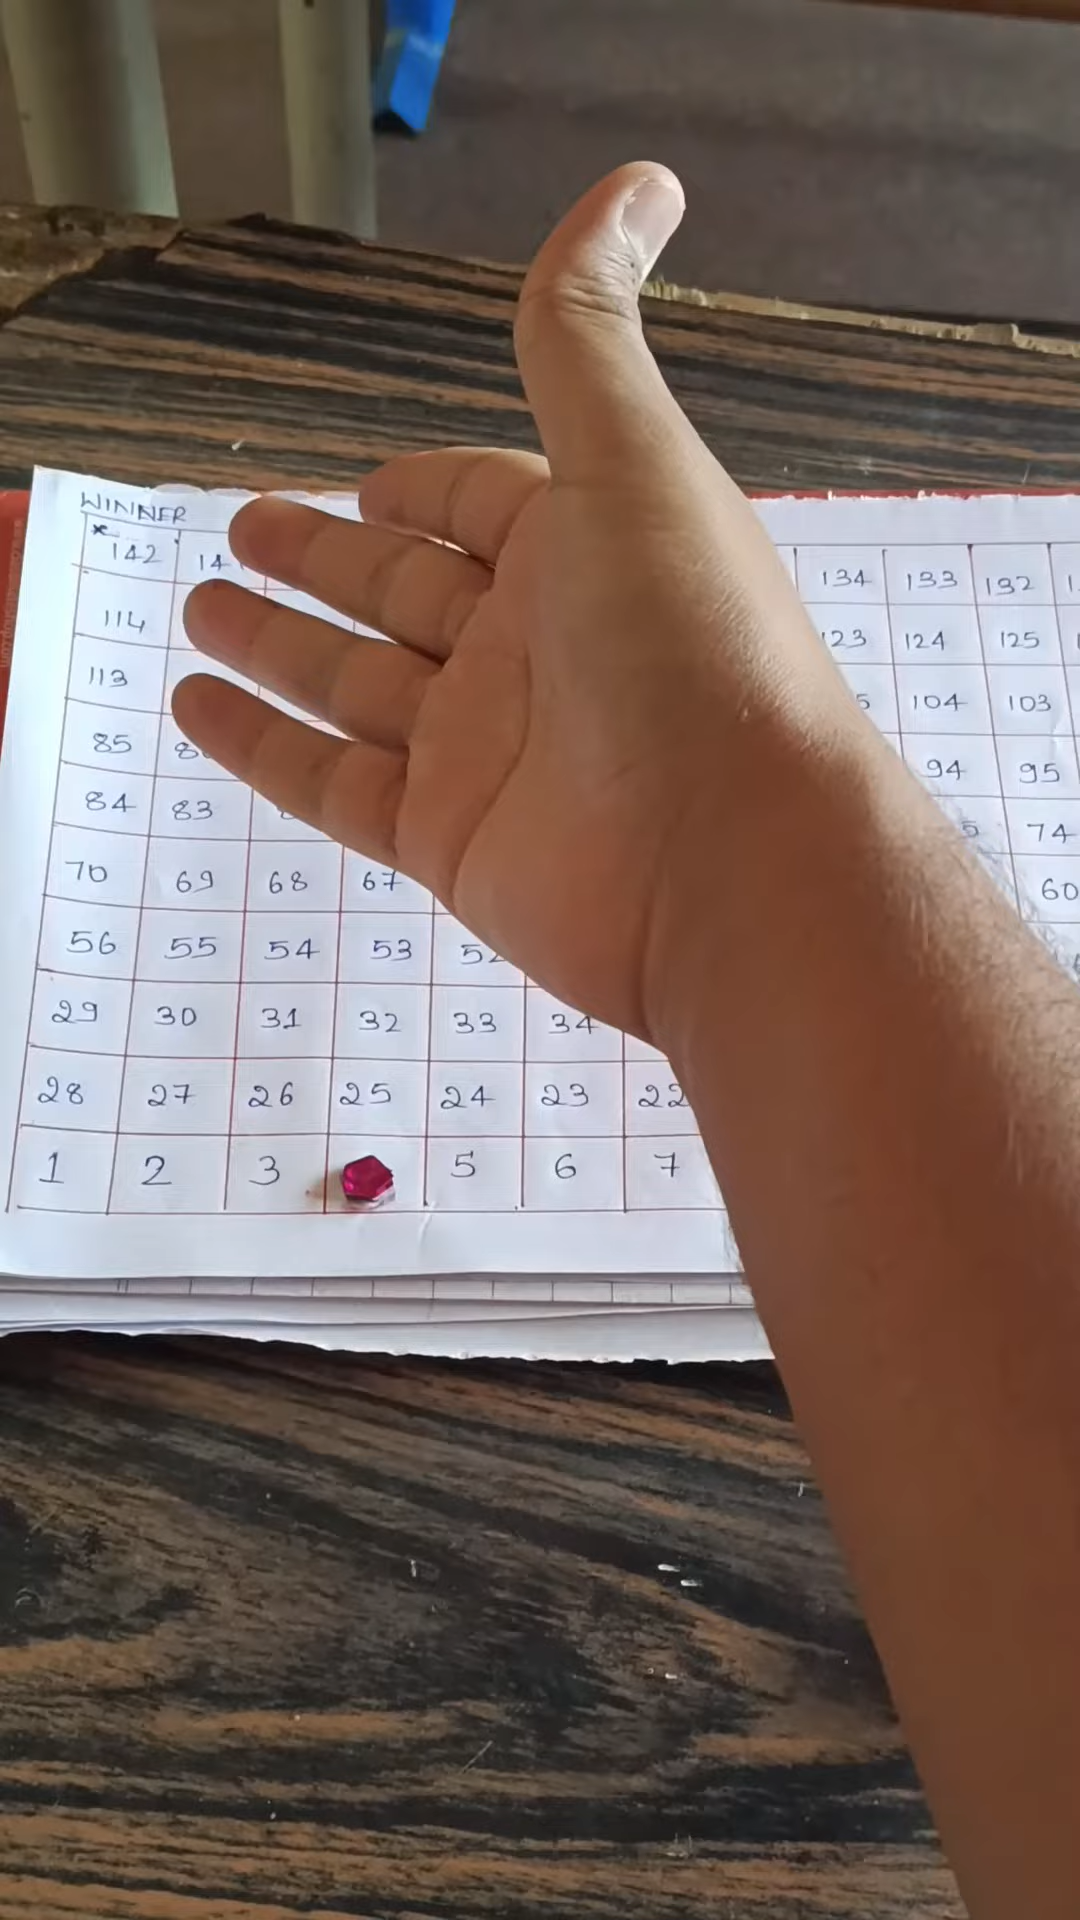 WINNER
142 134 133 132
114 123 124 125
113 104 103
85 94 95
84 83 74
70 69 68 67 60
56 55 54 53
29 30 31 32 33 34
28 27 26 25 24 23 22
1 2 3 5 6 7